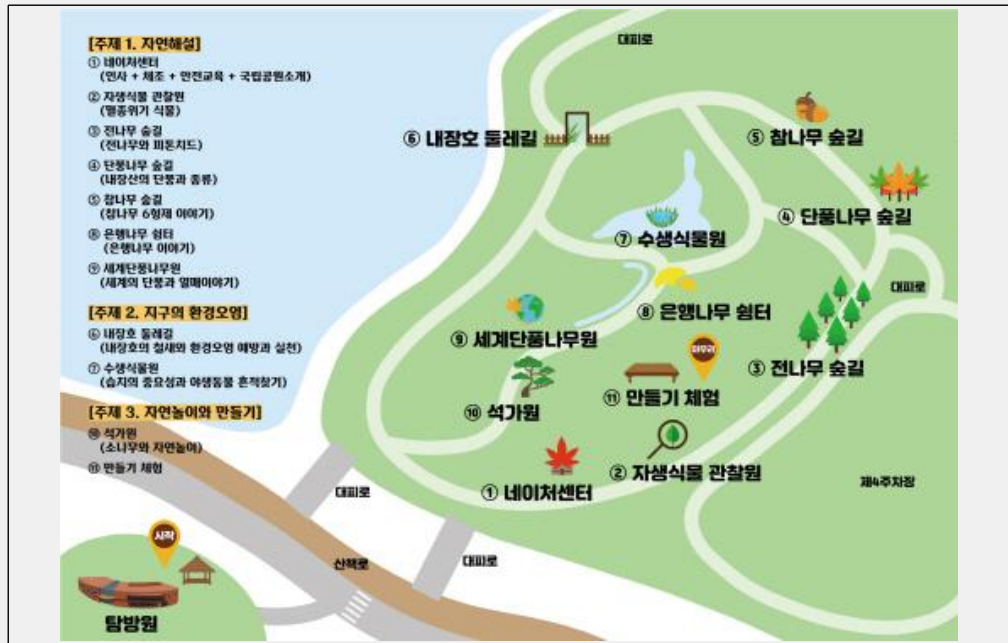 [주제 1. 자연해설]
① 네이처센터
(인사 + 체조 + 안전교육 + 국립공원소개)
② 자생식물 관찰원
(멸종위기 식물)
③ 전나무 숲길
(전나무와 피톤치드)
④ 단풍나무 숲길
(내장산의 단풍과 종류)
⑤ 참나무 숲길
(참나무 6형제 이야기)
⑧ 은행나무 쉼터
(은행나무 이야기)
⑨ 세계단풍나무원
(세계의 단풍과 열매이야기)
[주제 2. 지구의 환경오염]
⑥ 내장호 둘레길
(내장호의 철새와 환경오염 예방과 실천)
⑦ 수생식물원
(습지의 중요성과 야생동물 흔적찾기)
[주제 3. 자연놀이와 만들기]
⑩ 석가원
(소나무와 자연놀이)
⑪ 만들기 체험
대피로
⑥ 내장호 둘레길
⑤ 참나무 숲길
④ 단풍나무 숲길
⑦ 수생식물원
대피로
⑧ 은행나무 쉼터
⑨ 세계단풍나무원
마무리
③ 전나무 숲길
⑪ 만들기 체험
⑩ 석가원
② 자생식물 관찰원
① 네이처센터
제4주차장
대피로
시작
산책로
대피로
탐방원